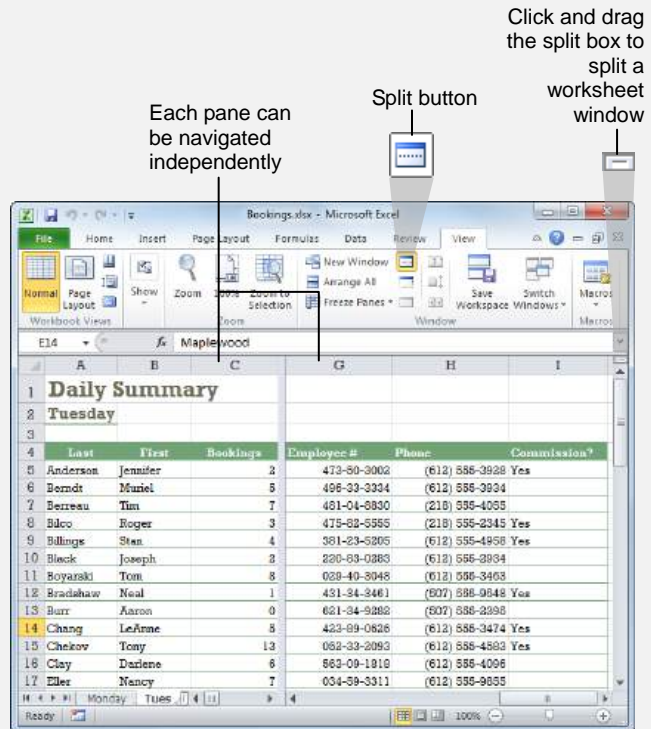 Click and drag
the split box to
split a
worksheet
window
Split button
Each pane can
be navigated
independently
Bookings.xlsx - Microsoft Excel
File Home Insert Page Layout Formulas Data Review View
Normal Page Layout Show Zoom 100% Zoom to Selection New Window Arrange All Freeze Panes Save Workspace Switch Windows Macros
Workbook Views Zoom Window Macros
E14 fx Maplewood
A B C G H I
1 Daily Summary
2 Tuesday
3
4 Last First Bookings Employee # Phone Commission?
5 Anderson Jennifer 2 473-50-3002 (612) 555-3928 Yes
6 Berndt Muriel 5 496-33-3334 (612) 555-3934
7 Berreau Tim 7 481-04-8830 (218) 555-4055
8 Bilco Roger 3 475-82-5555 (218) 555-2345 Yes
9 Billings Stan 4 381-23-5205 (612) 555-4958 Yes
10 Black Joseph 2 220-63-0283 (612) 555-2934
11 Boyarski Tom 8 029-40-3048 (612) 555-3463
12 Bradshaw Neal 1 431-34-3461 (507) 555-9648 Yes
13 Burr Aaron 0 621-34-9282 (507) 555-2398
14 Chang LeAnne 5 423-89-0526 (612) 555-3474 Yes
15 Chekov Tony 13 052-33-2093 (612) 555-4583 Yes
16 Clay Darlene 6 563-09-1818 (612) 555-4096
17 Eller Nancy 7 034-59-3311 (612) 555-9855
Monday Tues
Ready 100%